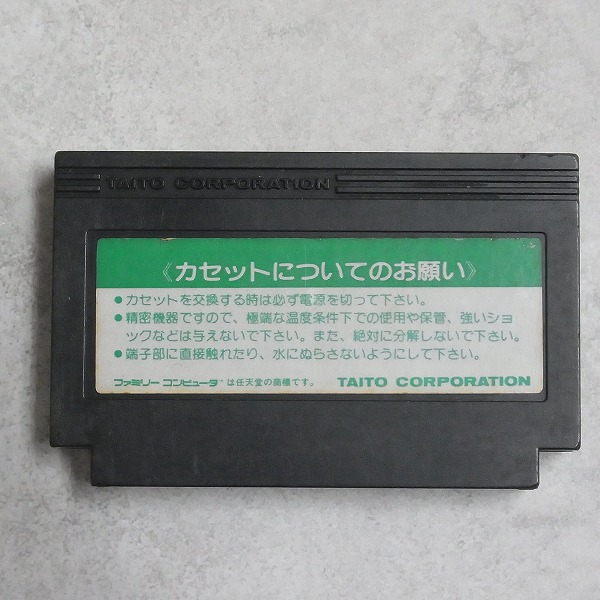 TAITO CORPORATION
《カセットについてのお願い》
●カセットを交換する時は必ず電源を切って下さい。
●精密機器ですので、極端な温度条件下での使用や保管、強いショ
ックなどは与えないで下さい。また、絶対に分解しないで下さい。
●端子部に直接触れたり、水にぬらさないようにして下さい。
ファミリー コンピュータ™は任天堂の商標です。 TAITO CORPORATION